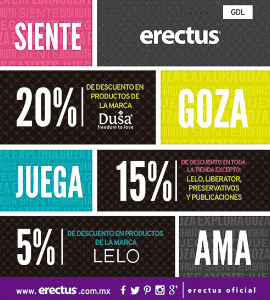 GDL
SIENTE
erectus
20%
DE DESCUENTO EN
PRODUCTOS DE
LA MARCA
Dusa
freedom to love
GOZA
JUEGA
15%
DE DESCUENTO EN TODA
LA TIENDA EXCEPTO:
LELO, LIBERATOR,
PRESERVATIVOS
Y PUBLICACIONES
5%
DE DESCUENTO EN PRODUCTOS
DE LA MARCA
LELO
AMA
www.erectus.com.mx
erectus oficial